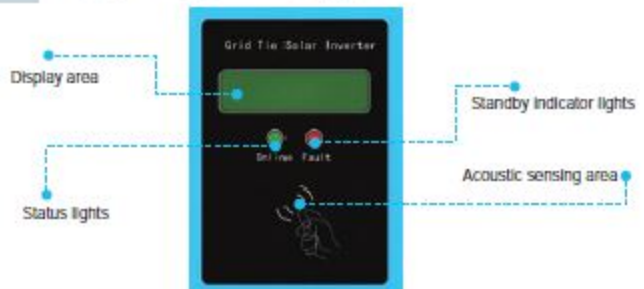 Grid Tie Solar Inverter
Display area
Standby indicator lights
Online Fault
Acoustic sensing area
Status lights